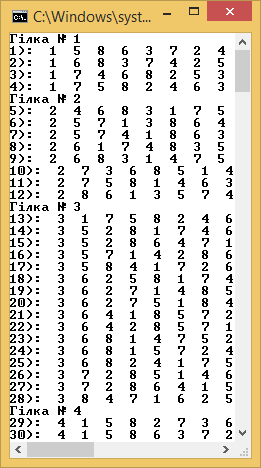 C:\Windows\syst...
Гілка № 1
1): 1 5 8 6 3 7 2 4
2): 1 6 8 3 7 4 2 5
3): 1 7 4 6 8 2 5 3
4): 1 7 5 8 2 4 6 3
Гілка № 2
5): 2 4 6 8 3 1 7 5
6): 2 5 7 1 3 8 6 4
7): 2 5 7 4 1 8 6 3
8): 2 6 1 7 4 8 3 5
9): 2 6 8 3 1 4 7 5
10): 2 7 3 6 8 5 1 4
11): 2 7 5 8 1 4 6 3
12): 2 8 6 1 3 5 7 4
Гілка № 3
13): 3 1 7 5 8 2 4 6
14): 3 5 2 8 1 7 4 6
15): 3 5 2 8 6 4 7 1
16): 3 5 7 1 4 2 8 6
17): 3 5 8 4 1 7 2 6
18): 3 6 2 5 8 1 7 4
19): 3 6 2 7 1 4 8 5
20): 3 6 2 7 5 1 8 4
21): 3 6 4 1 8 5 7 2
22): 3 6 4 2 8 5 7 1
23): 3 6 8 1 4 7 5 2
24): 3 6 8 1 5 7 2 4
25): 3 6 8 2 4 1 7 5
26): 3 7 2 8 5 1 4 6
27): 3 7 2 8 6 4 1 5
28): 3 8 4 7 1 6 2 5
Гілка № 4
29): 4 1 5 8 2 7 3 6
30): 4 1 5 8 6 3 7 2